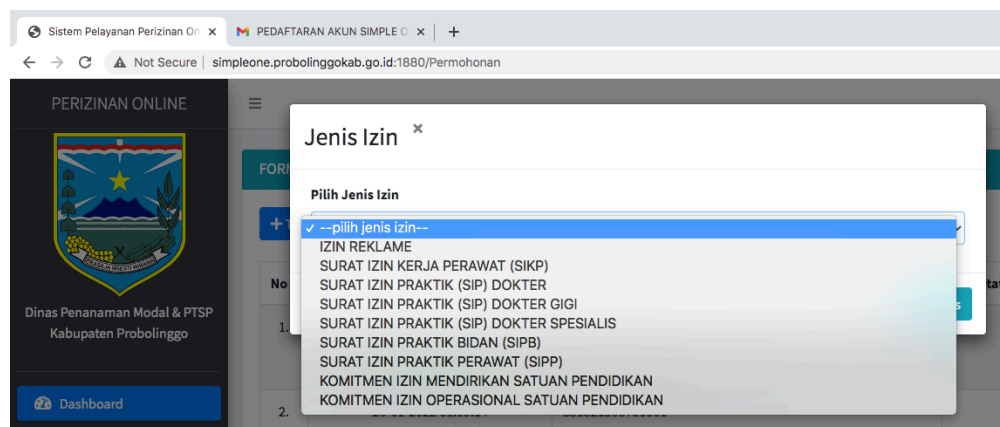 Sistem Pelayanan Perizinan On
PEDAFTARAN AKUN SIMPLE O
Not Secure
simpleone.probolinggokab.go.id:1880/Permohonan
PERIZINAN ONLINE
Dinas Penanaman Modal & PTSP
Kabupaten Probolinggo
Dashboard
Jenis Izin ×
FOR
Pilih Jenis Izin
✓ --pilih jenis izin--
IZIN REKLAME
SURAT IZIN KERJA PERAWAT (SIKP)
SURAT IZIN PRAKTIK (SIP) DOKTER
SURAT IZIN PRAKTIK (SIP) DOKTER GIGI
SURAT IZIN PRAKTIK (SIP) DOKTER SPESIALIS
SURAT IZIN PRAKTIK BIDAN (SIPB)
SURAT IZIN PRAKTIK PERAWAT (SIPP)
KOMITMEN IZIN MENDIRIKAN SATUAN PENDIDIKAN
KOMITMEN IZIN OPERASIONAL SATUAN PENDIDIKAN
No
1.
2.